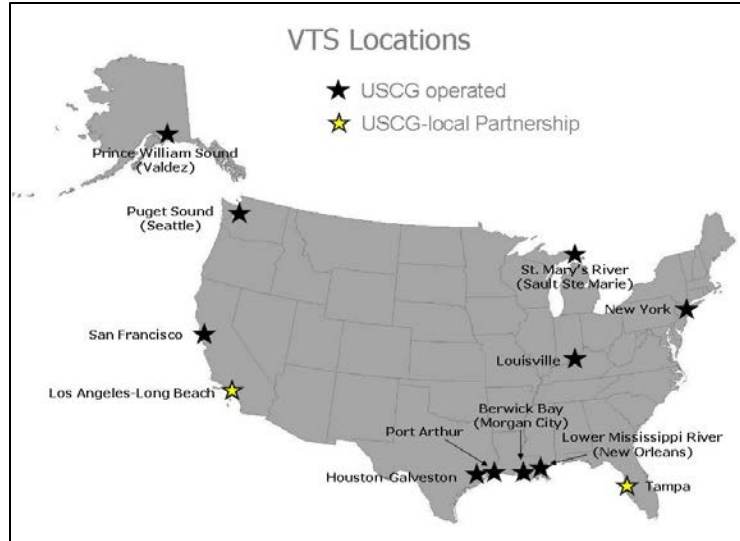 VTS Locations
USCG operated
USCG-local Partnership
Prince William Sound
(Valdez)
Puget Sound
(Seattle)
St. Mary's River
(Sault Ste Marie)
New York
San Francisco
Louisville
Los Angeles-Long Beach
Berwick Bay
(Morgan City)
Port Arthur
Lower Mississippi River
(New Orleans)
Houston-Galveston
Tampa